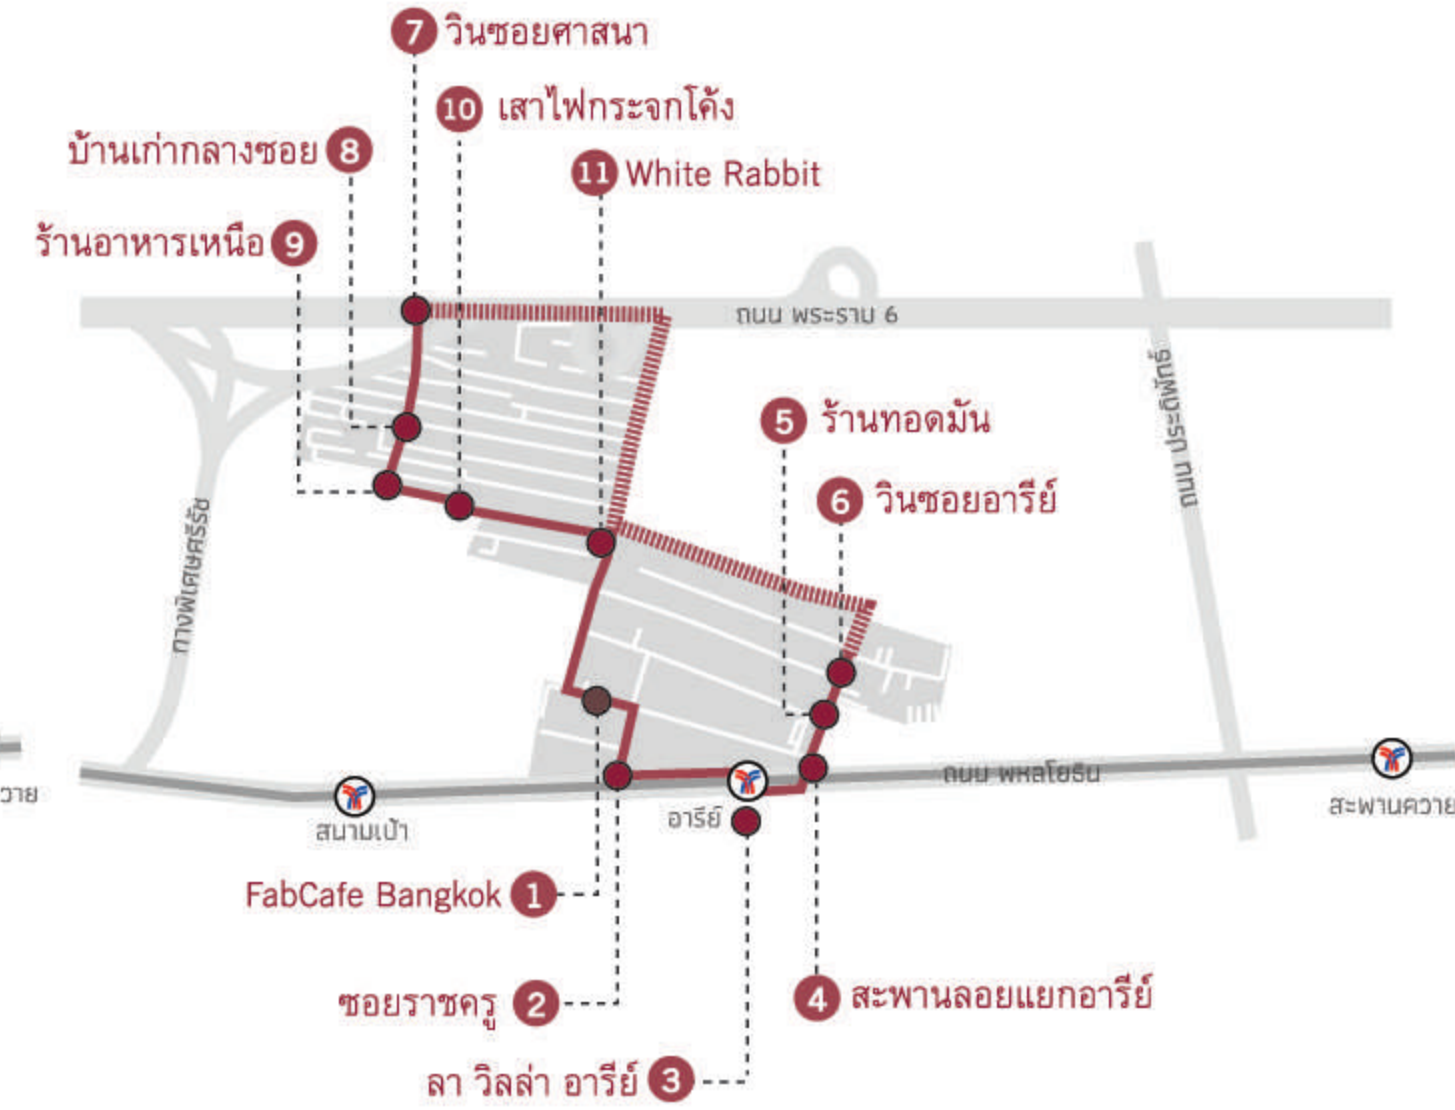 7 วินซอยศาสนา
10 เสาไฟกระจกโค้ง
บ้านเก่ากลางซอย 8
11 White Rabbit
ร้านอาหารเหนือ 9
ถนน พระราม 6
ถนน ประดิพัทธ์
5 ร้านทอดมัน
6 วินซอยอารีย์
ทางพิเศษศรีรัช
ถนน พหลโยธิน
วาย
สนามเป้า
อารีย์
สะพานควาย
FabCafe Bangkok 1
ซอยราชครู 2
4 สะพานลอยแยกอารีย์
ลา วิลล่า อารีย์ 3